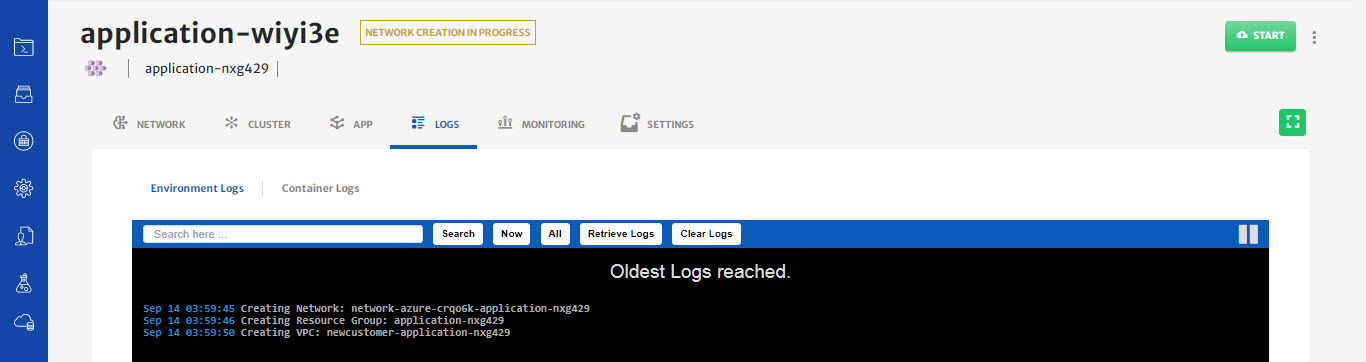 application-wiyi3e
NETWORK CREATION IN PROGRESS
START
application-nxg429
NETWORK
CLUSTER
APP
LOGS
MONITORING
SETTINGS
Environment Logs
Container Logs
Search here ...
Search
Now
All
Retrieve Logs
Clear Logs
Oldest Logs reached.
Sep 14 03:59:45 Creating Network: network-azure-crqo6k-application-nxg429
Sep 14 03:59:46 Creating Resource Group: application-nxg429
Sep 14 03:59:50 Creating VPC: newcustomer-application-nxg429